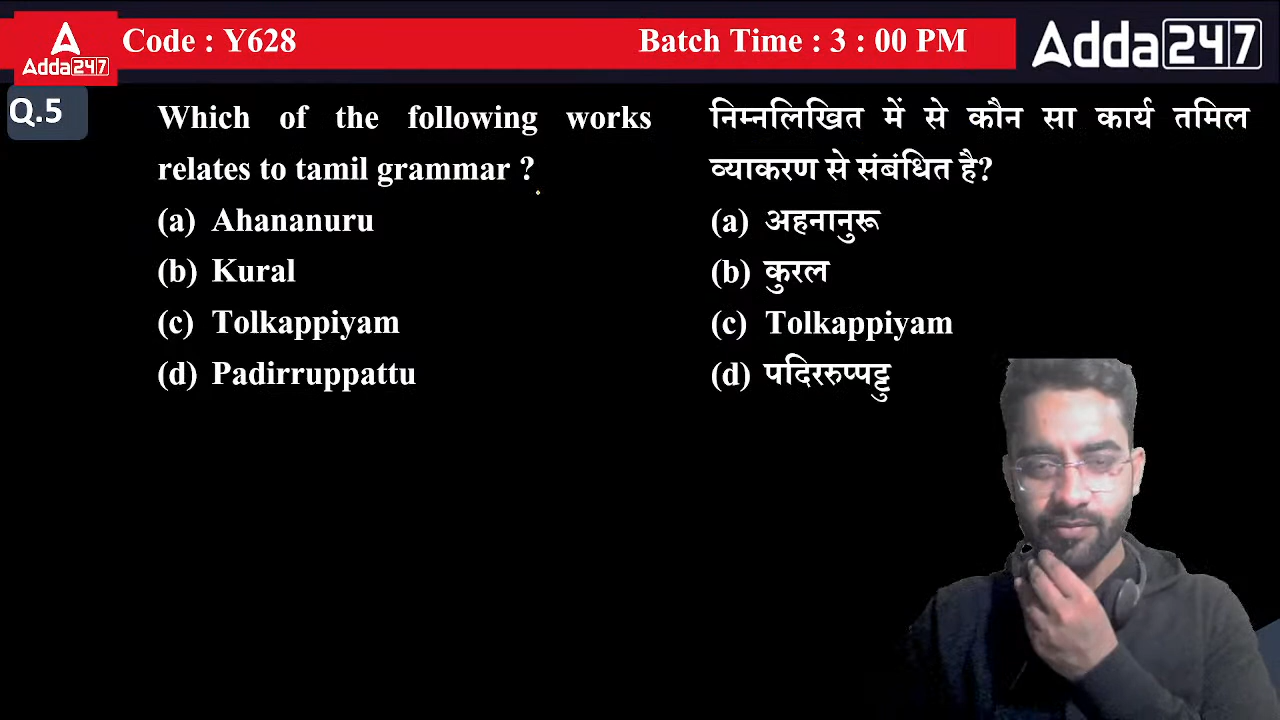 Code : Y628
Batch Time : 3 : 00 PM
Adda247
Adda247
Q.5
Which of the following works
relates to tamil grammar ?
(a) Ahananuru
(b) Kural
(c) Tolkappiyam
(d) Padirruppattu
निम्नलिखित में से कौन सा कार्य तमिल
व्याकरण से संबंधित है?
(a) अहनानुरू
(b) कुरल
(c) Tolkappiyam
(d) पदिररुप्पट्टु